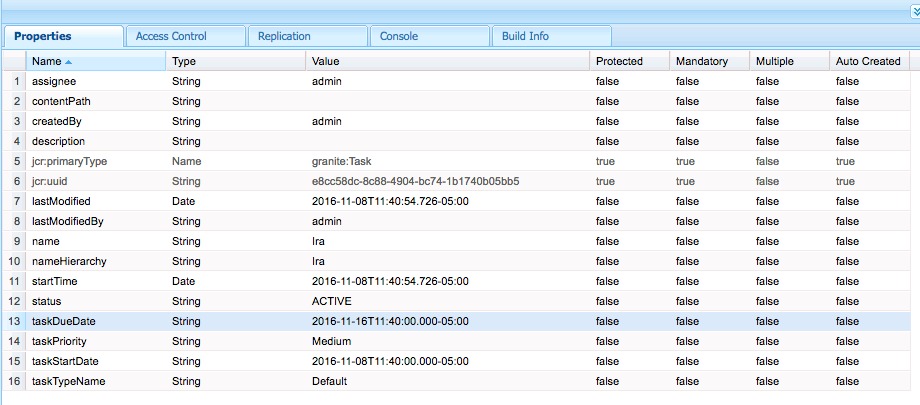 Properties Access Control Replication Console Build Info
Name Type Value Protected Mandatory Multiple Auto Created
1 assignee String admin false false false false
2 contentPath String false false false false
3 createdBy String admin false false false false
4 description String false false false false
5 jcr:primaryType Name granite:Task true true false true
6 jcr:uuid String e8cc58dc-8c88-4904-bc74-1b1740b05bb5 true true false true
7 lastModified Date 2016-11-08T11:40:54.726-05:00 false false false false
8 lastModifiedBy String admin false false false false
9 name String Ira false false false false
10 nameHierarchy String Ira false false false false
11 startTime Date 2016-11-08T11:40:54.726-05:00 false false false false
12 status String ACTIVE false false false false
13 taskDueDate String 2016-11-16T11:40:00.000-05:00 false false false false
14 taskPriority String Medium false false false false
15 taskStartDate String 2016-11-08T11:40:00.000-05:00 false false false false
16 taskTypeName String Default false false false false